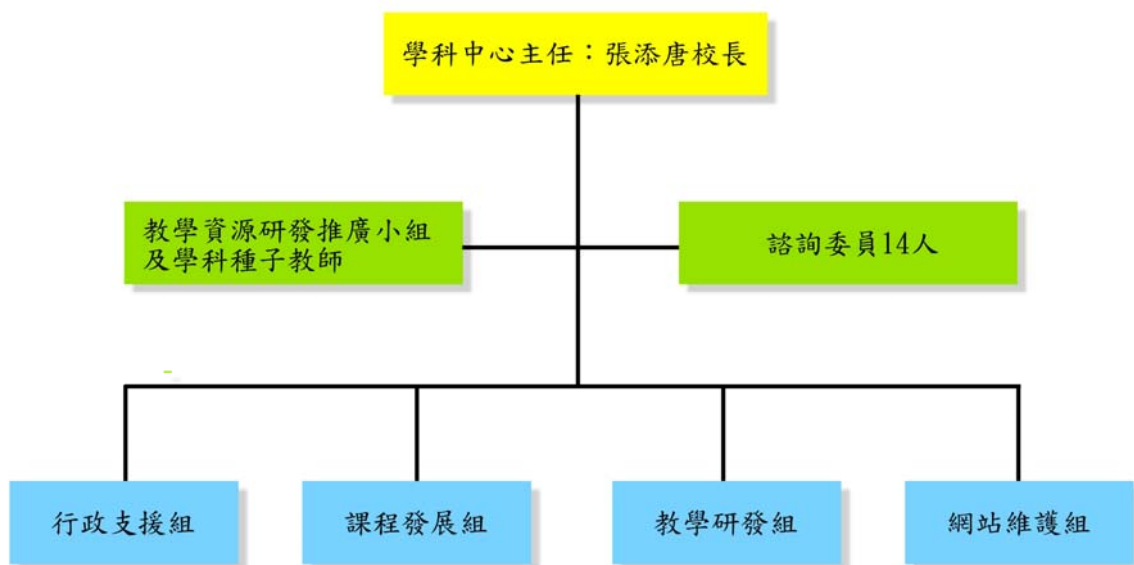 學科中心主任：張添唐校長
教學資源研發推廣小組
及學科種子教師
諮詢委員14人
行政支援組
課程發展組
教學研發組
網站維護組